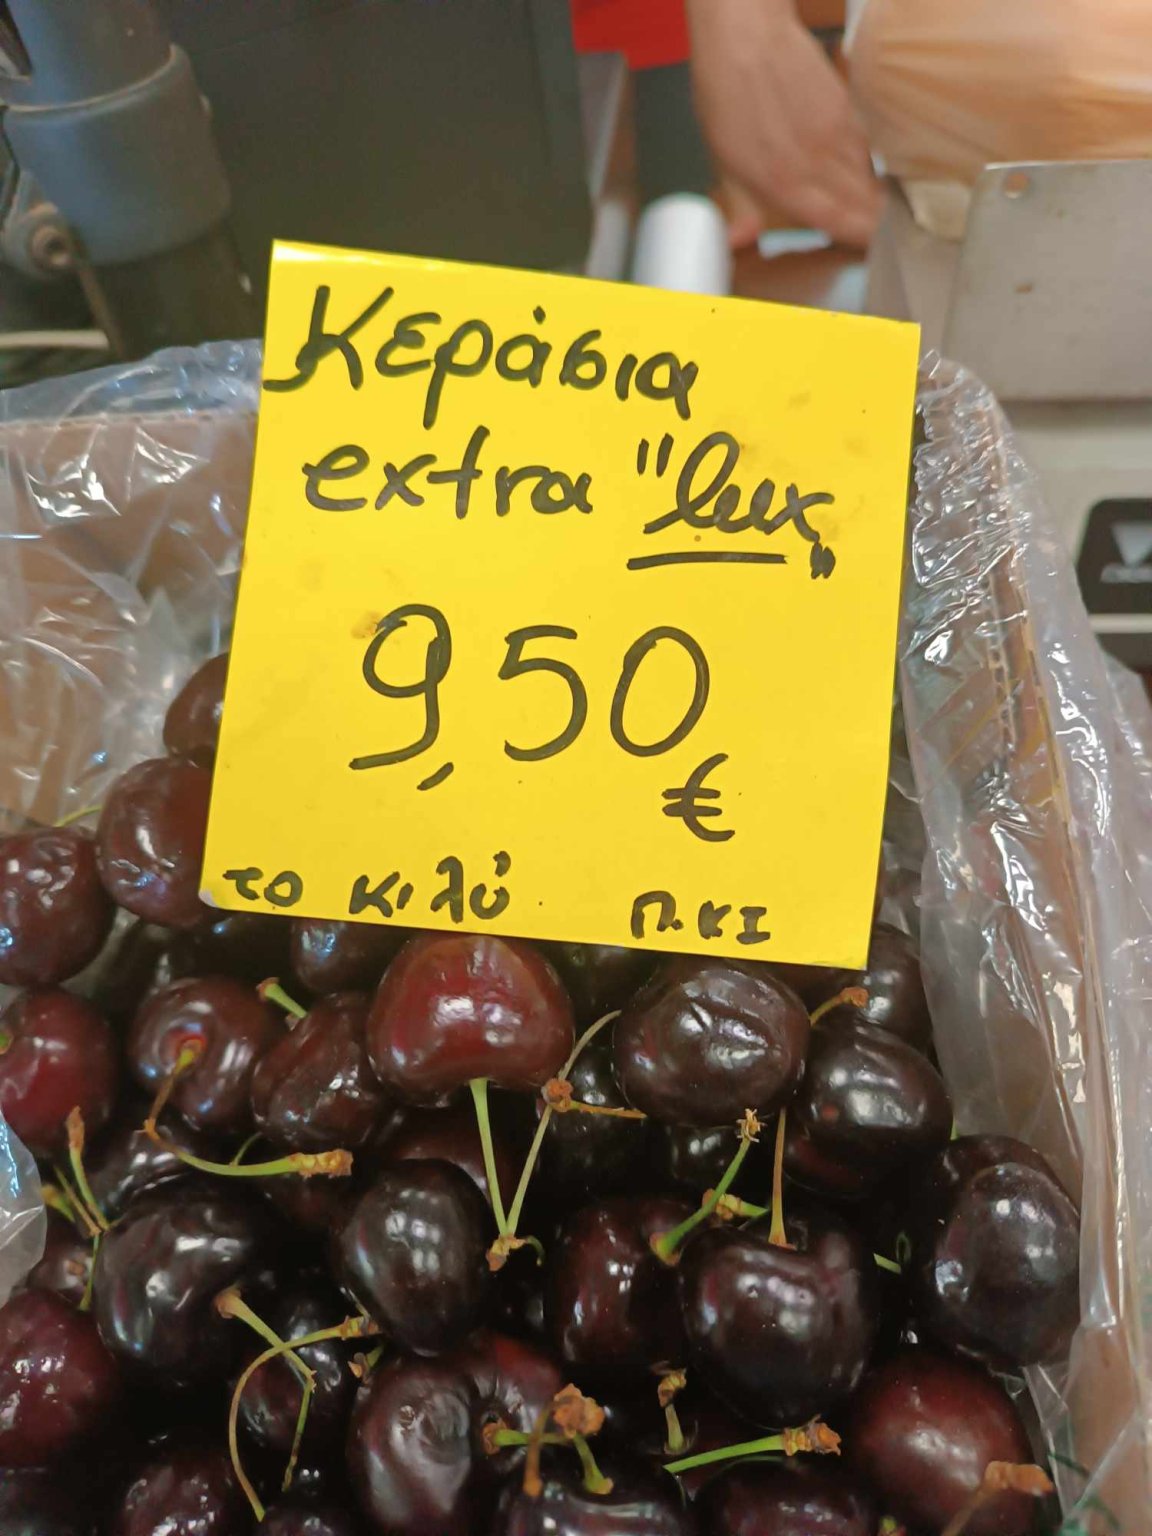 Κεράσια
extra "lux„
9,50
€
το κιλό Π.ΚΙ